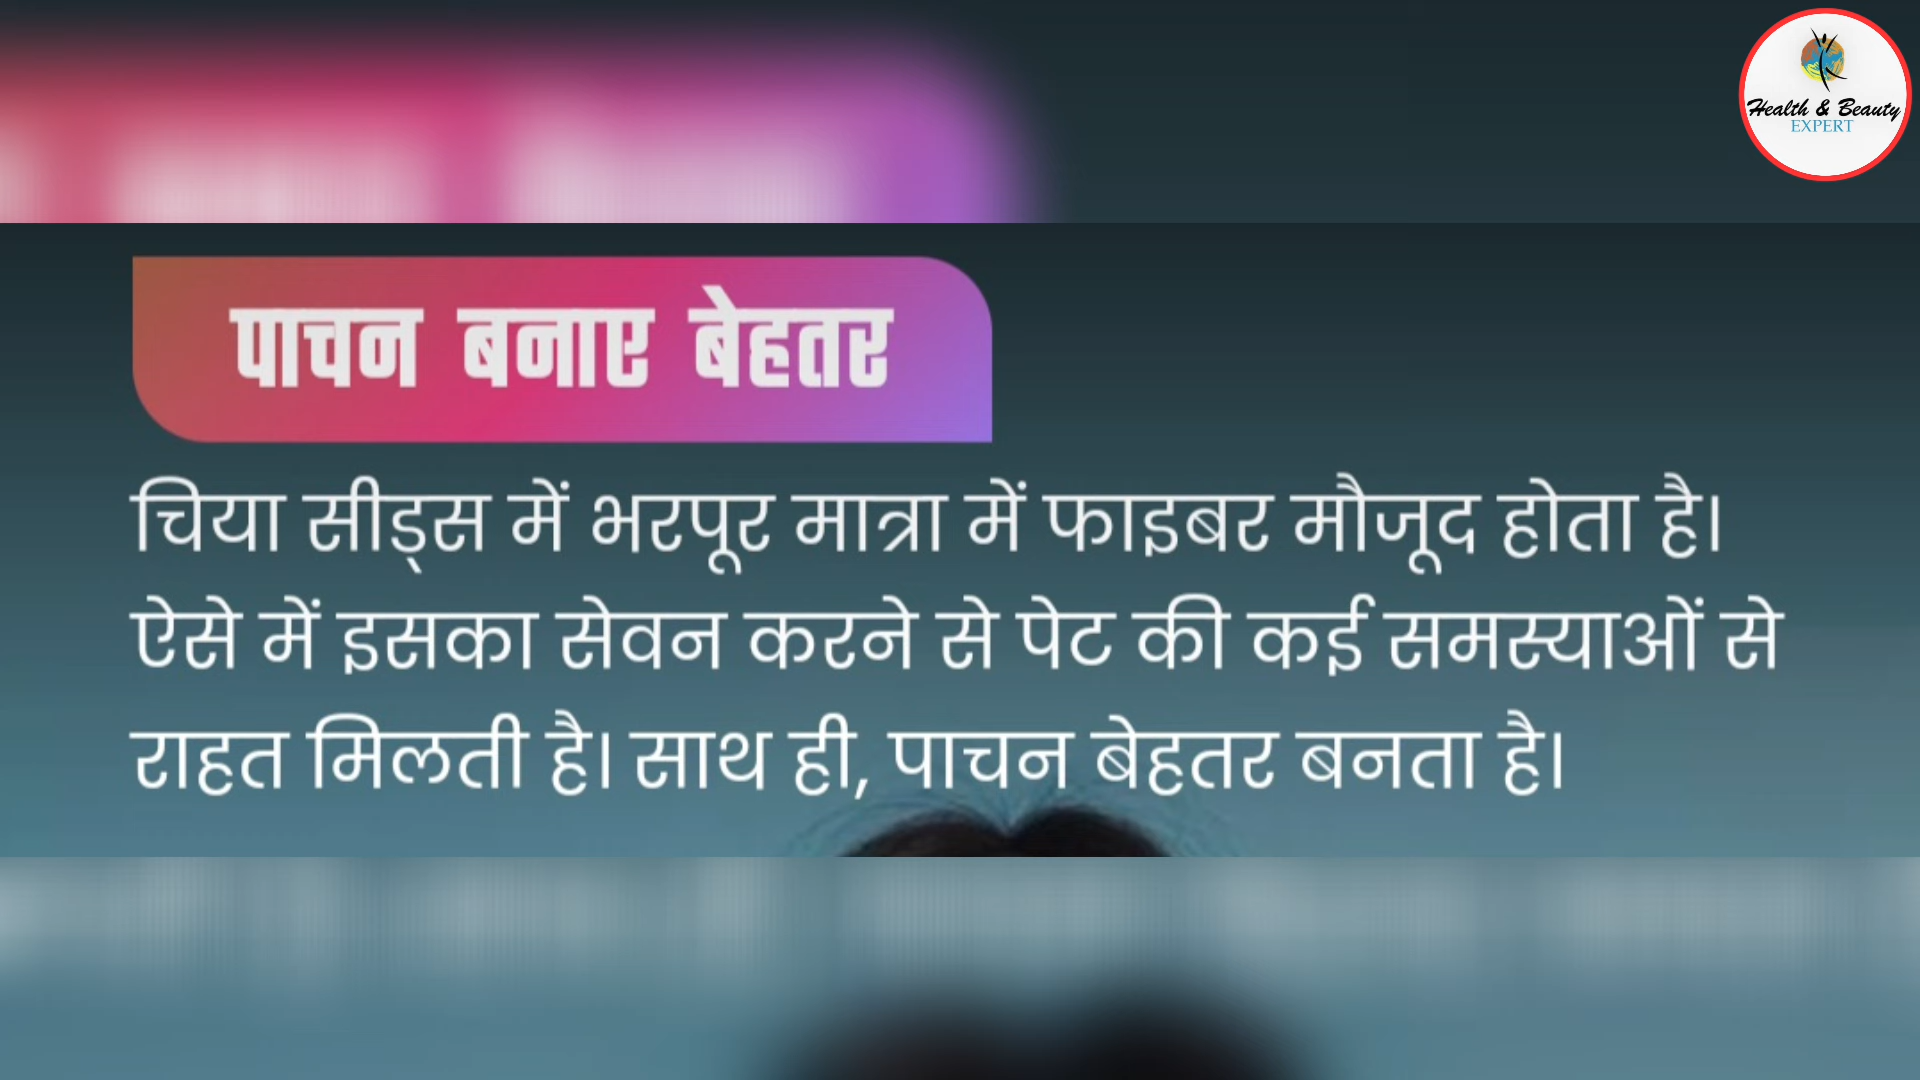 Health & Beauty
EXPERT
पाचन बनाए बेहतर
चिया सीड्स में भरपूर मात्रा में फाइबर मौजूद होता है।
ऐसे में इसका सेवन करने से पेट की कई समस्याओं से
राहत मिलती है। साथ ही, पाचन बेहतर बनता है।